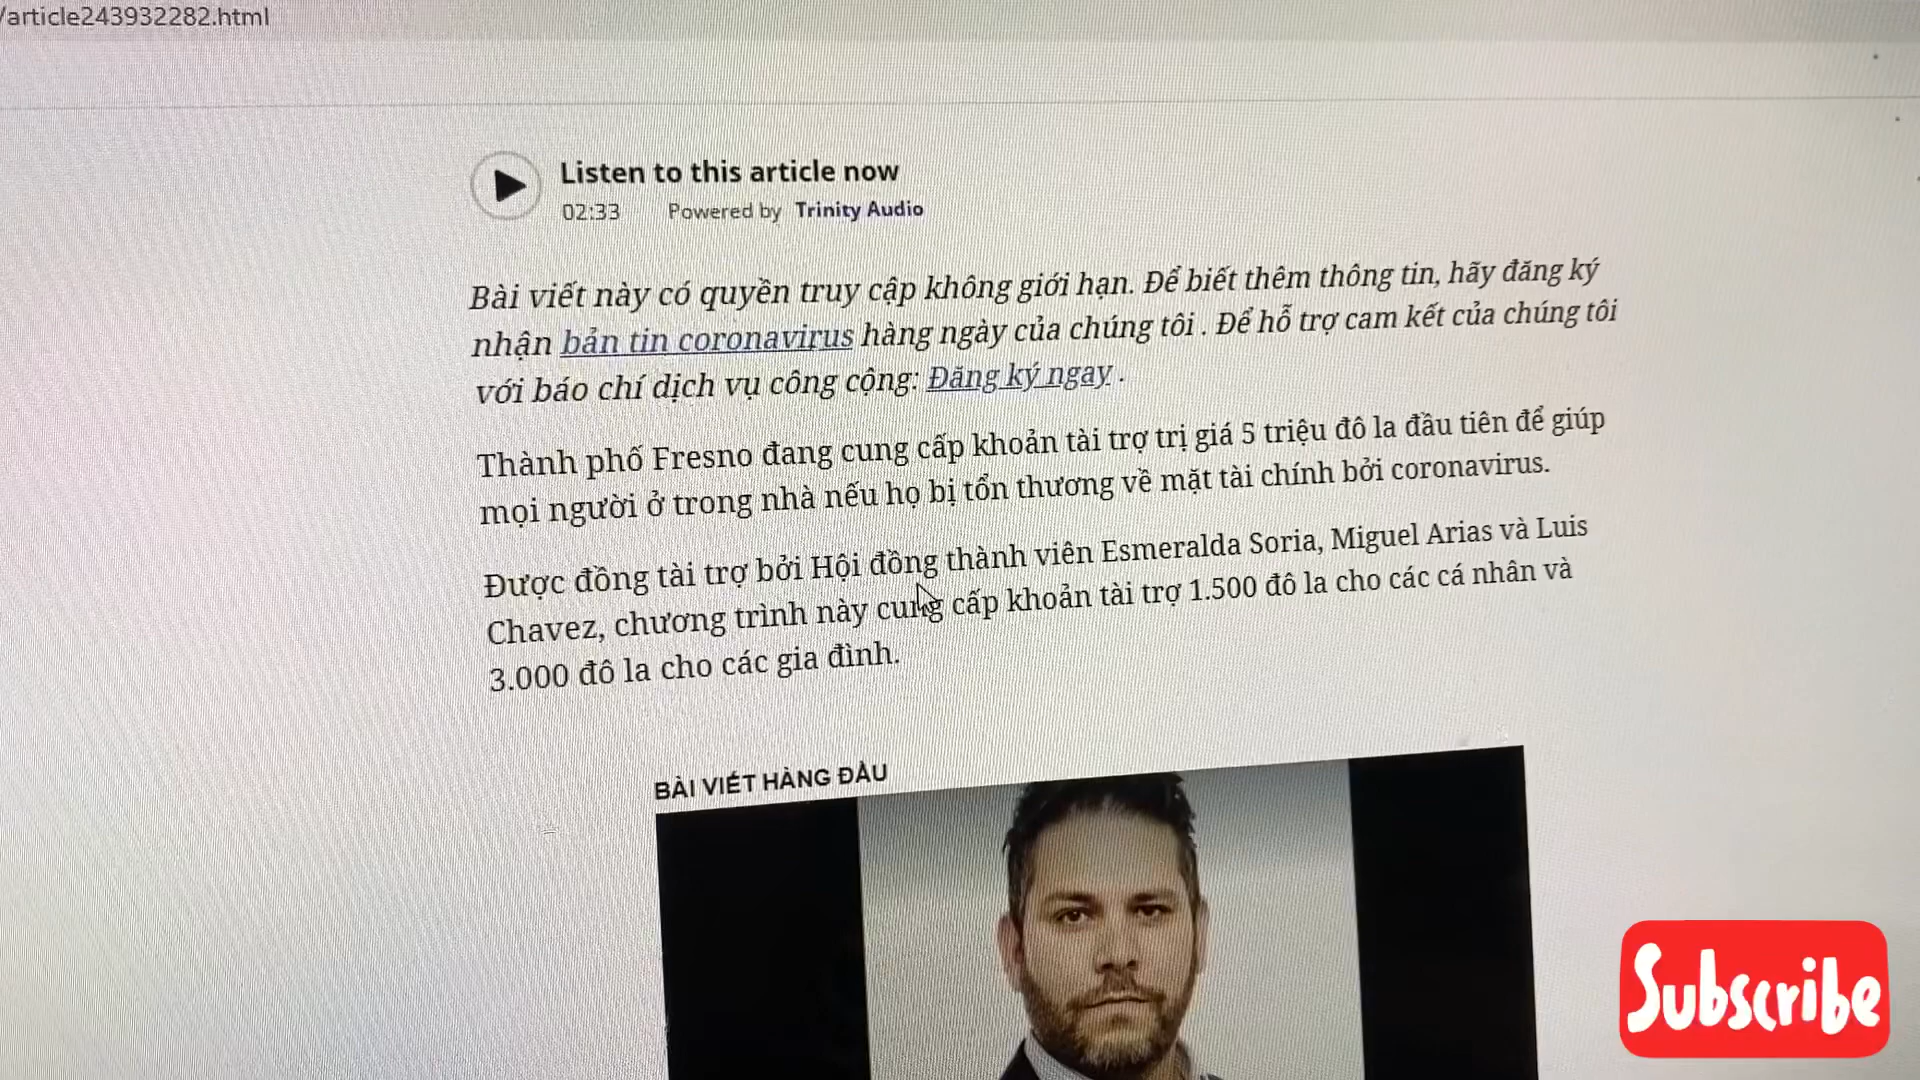 /article243932282.html
Listen to this article now
02:33 Powered by Trinity Audio
Bài viết này có quyền truy cập không giới hạn. Để biết thêm thông tin, hãy đăng ký
nhận bản tin coronavirus hàng ngày của chúng tôi . Để hỗ trợ cam kết của chúng tôi
với báo chí dịch vụ công cộng: Đăng ký ngay .
Thành phố Fresno đang cung cấp khoản tài trợ trị giá 5 triệu đô la đầu tiên để giúp
mọi người ở trong nhà nếu họ bị tổn thương về mặt tài chính bởi coronavirus.
Được đồng tài trợ bởi Hội đồng thành viên Esmeralda Soria, Miguel Arias và Luis
Chavez, chương trình này cung cấp khoản tài trợ 1.500 đô la cho các cá nhân và
3.000 đô la cho các gia đình.
BÀI VIẾT HÀNG ĐẦU
Subscribe